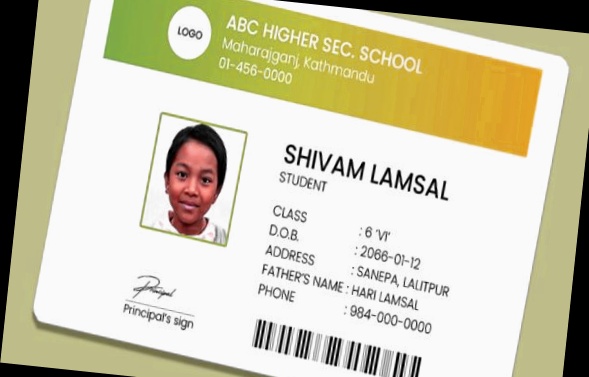 LOGO
ABC HIGHER SEC. SCHOOL
Maharajganj, Kathmandu
01-456-0000
SHIVAM LAMSAL
STUDENT
CLASS : 6 'VI'
D.O.B. : 2066-01-12
ADDRESS : SANEPA, LALITPUR
FATHER'S NAME : HARI LAMSAL
PHONE : 984-000-0000
Principal
Principal's sign